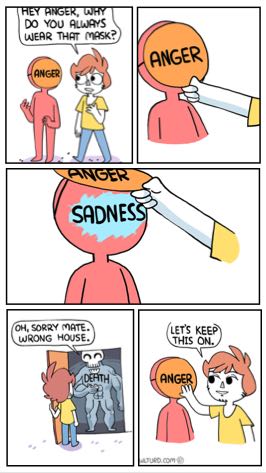 HEY ANGER, WHY
DO YOU ALWAYS
WEAR THAT MASK?
ANGER
ANGER
ANGER
SADNESS
OH, SORRY MATE.
WRONG HOUSE.
DEATH
LET'S KEEP
THIS ON.
ANGER